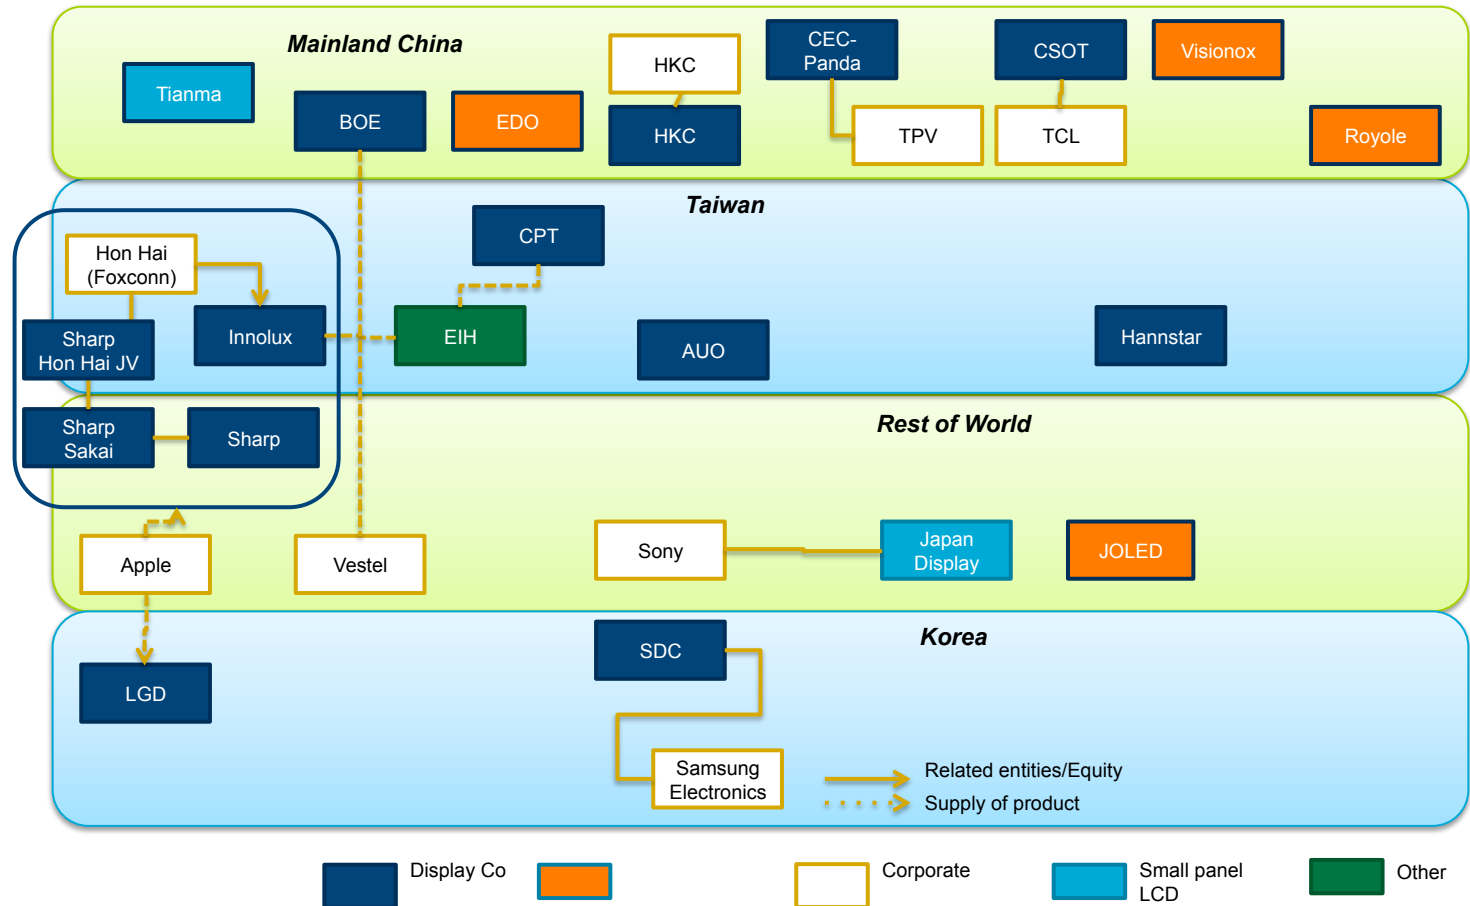 Mainland China
Tianma
BOE
EDO
HKC
HKC
CEC-
Panda
TPV
CSOT
TCL
Visionox
Royole
Taiwan
Hon Hai
(Foxconn)
CPT
Sharp
Hon Hai JV
Innolux
EIH
AUO
Hannstar
Rest of World
Sharp
Sakai
Sharp
Apple
Vestel
Sony
Japan
Display
JOLED
Korea
LGD
SDC
Samsung
Electronics
Related entities/Equity
Supply of product
Display Co
Corporate
Small panel
LCD
Other